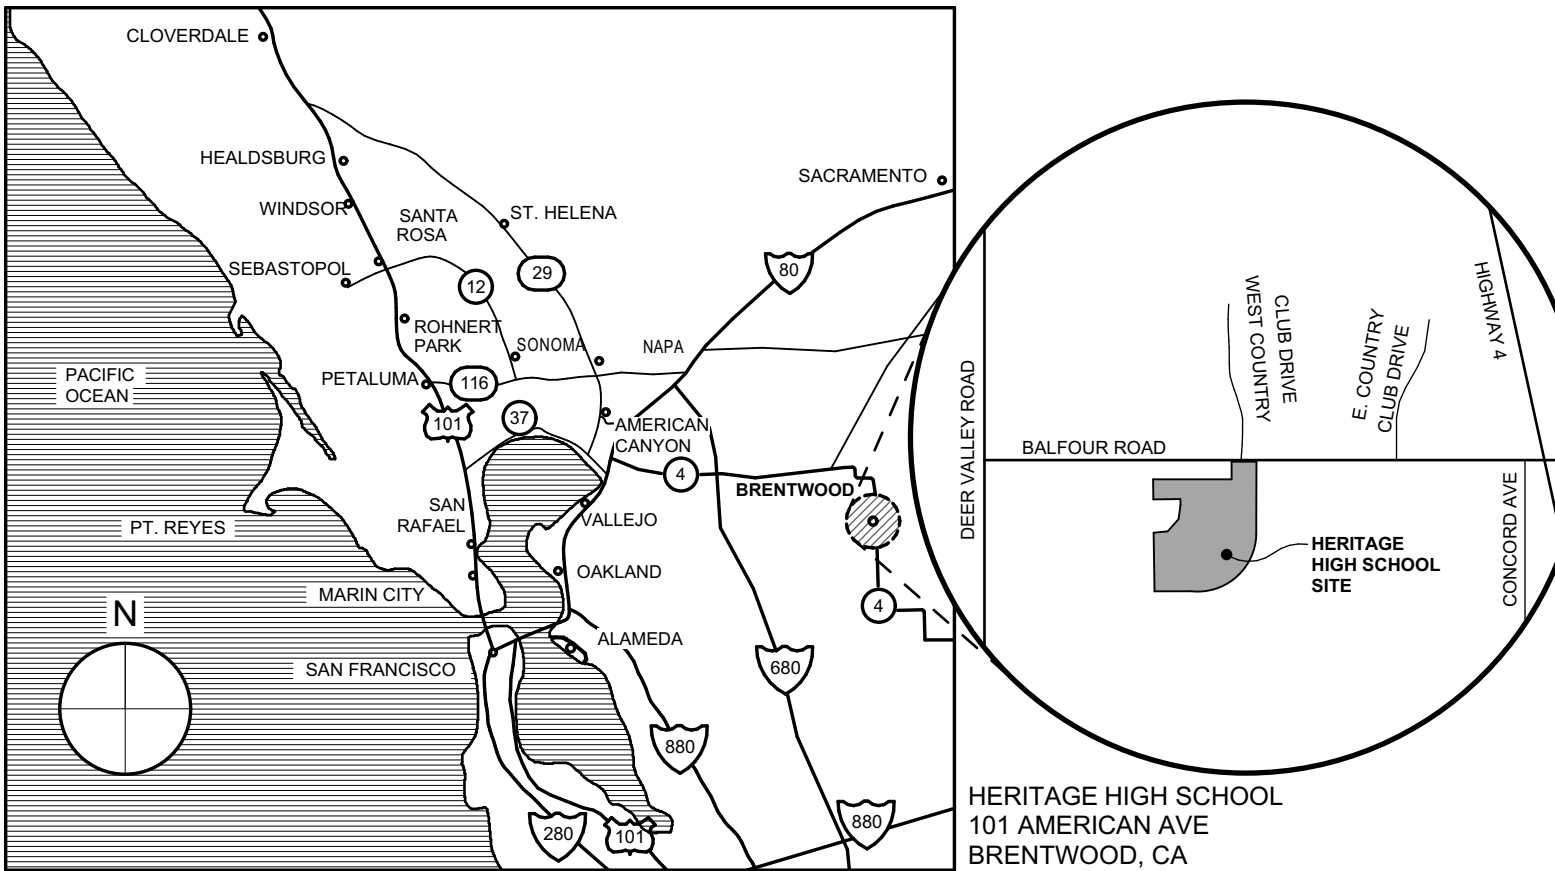 CLOVERDALE
HEALDSBURG
WINDSOR
SANTA
ROSA
ST. HELENA
SACRAMENTO
SEBASTOPOL
12
29
80
ROHNERT
PARK
SONOMA
NAPA
PACIFIC
OCEAN
PETALUMA
116
101
37
AMERICAN
CANYON
4
BRENTWOOD
SAN
RAFAEL
VALLEJO
PT. REYES
OAKLAND
MARIN CITY
4
N
ALAMEDA
SAN FRANCISCO
680
880
280
101
880
DEER VALLEY ROAD
WEST COUNTRY
CLUB DRIVE
E. COUNTRY
CLUB DRIVE
HIGHWAY 4
BALFOUR ROAD
CONCORD AVE
HERITAGE
HIGH SCHOOL
SITE
HERITAGE HIGH SCHOOL
101 AMERICAN AVE
BRENTWOOD, CA